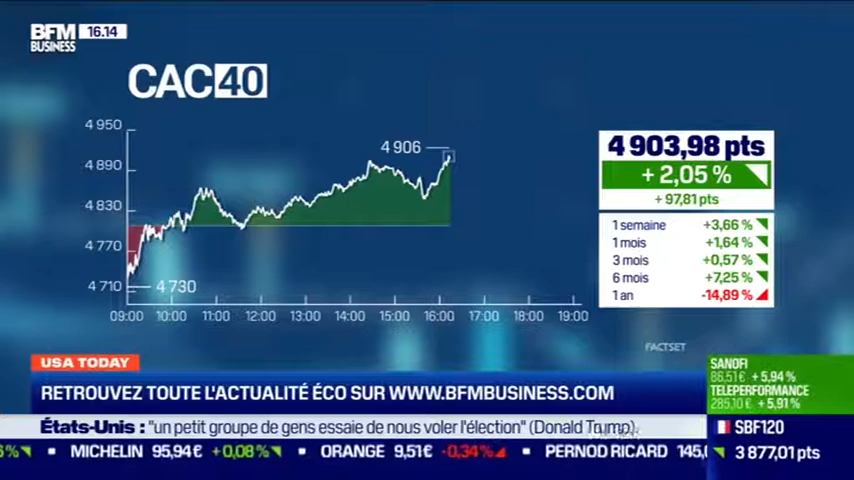 BFM 16.14
BUSINESS
CAC40
4 950
4 890
4 830
4 770
4 710
4 906
4 730
09:00 10:00 11:00 12:00 13:00 14:00 15:00 16:00 17:00 18:00 19:00
4 903,98 pts
+ 2,05 %
+ 97,81 pts
1 semaine +3,66 %
1 mois +1,64 %
3 mois +0,57 %
6 mois +7,25 %
1 an -14,89 %
FACTSET
USA TODAY
RETROUVEZ TOUTE L'ACTUALITÉ ÉCO SUR WWW.BFMBUSINESS.COM
États-Unis : "un petit groupe de gens essaie de nous voler l'élection" (Donald Trump).
6% MICHELIN 95,94€ +0,08% ORANGE 9,51€ -0,34% PERNOD RICARD 145,0
SANOFI
86,51€ + 5,94 %
TELEPERFORMANCE
285,10 € + 5,91 %
SBF120
3 877,01 pts